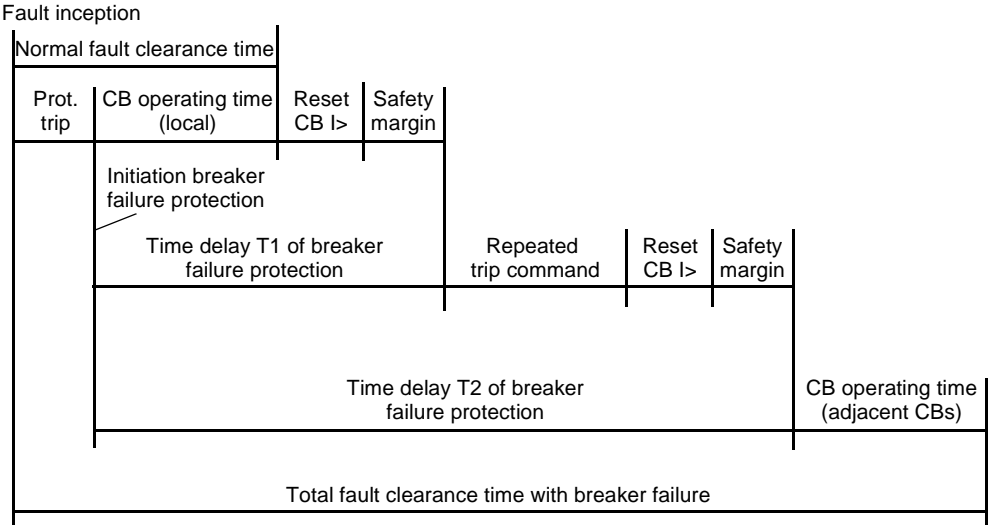 Fault inception
Normal fault clearance time
Prot.
trip
CB operating time
(local)
Reset
CB I>
Safety
margin
Initiation breaker
failure protection
Time delay T1 of breaker
failure protection
Repeated
trip command
Reset
CB I>
Safety
margin
Time delay T2 of breaker
failure protection
CB operating time
(adjacent CBs)
Total fault clearance time with breaker failure